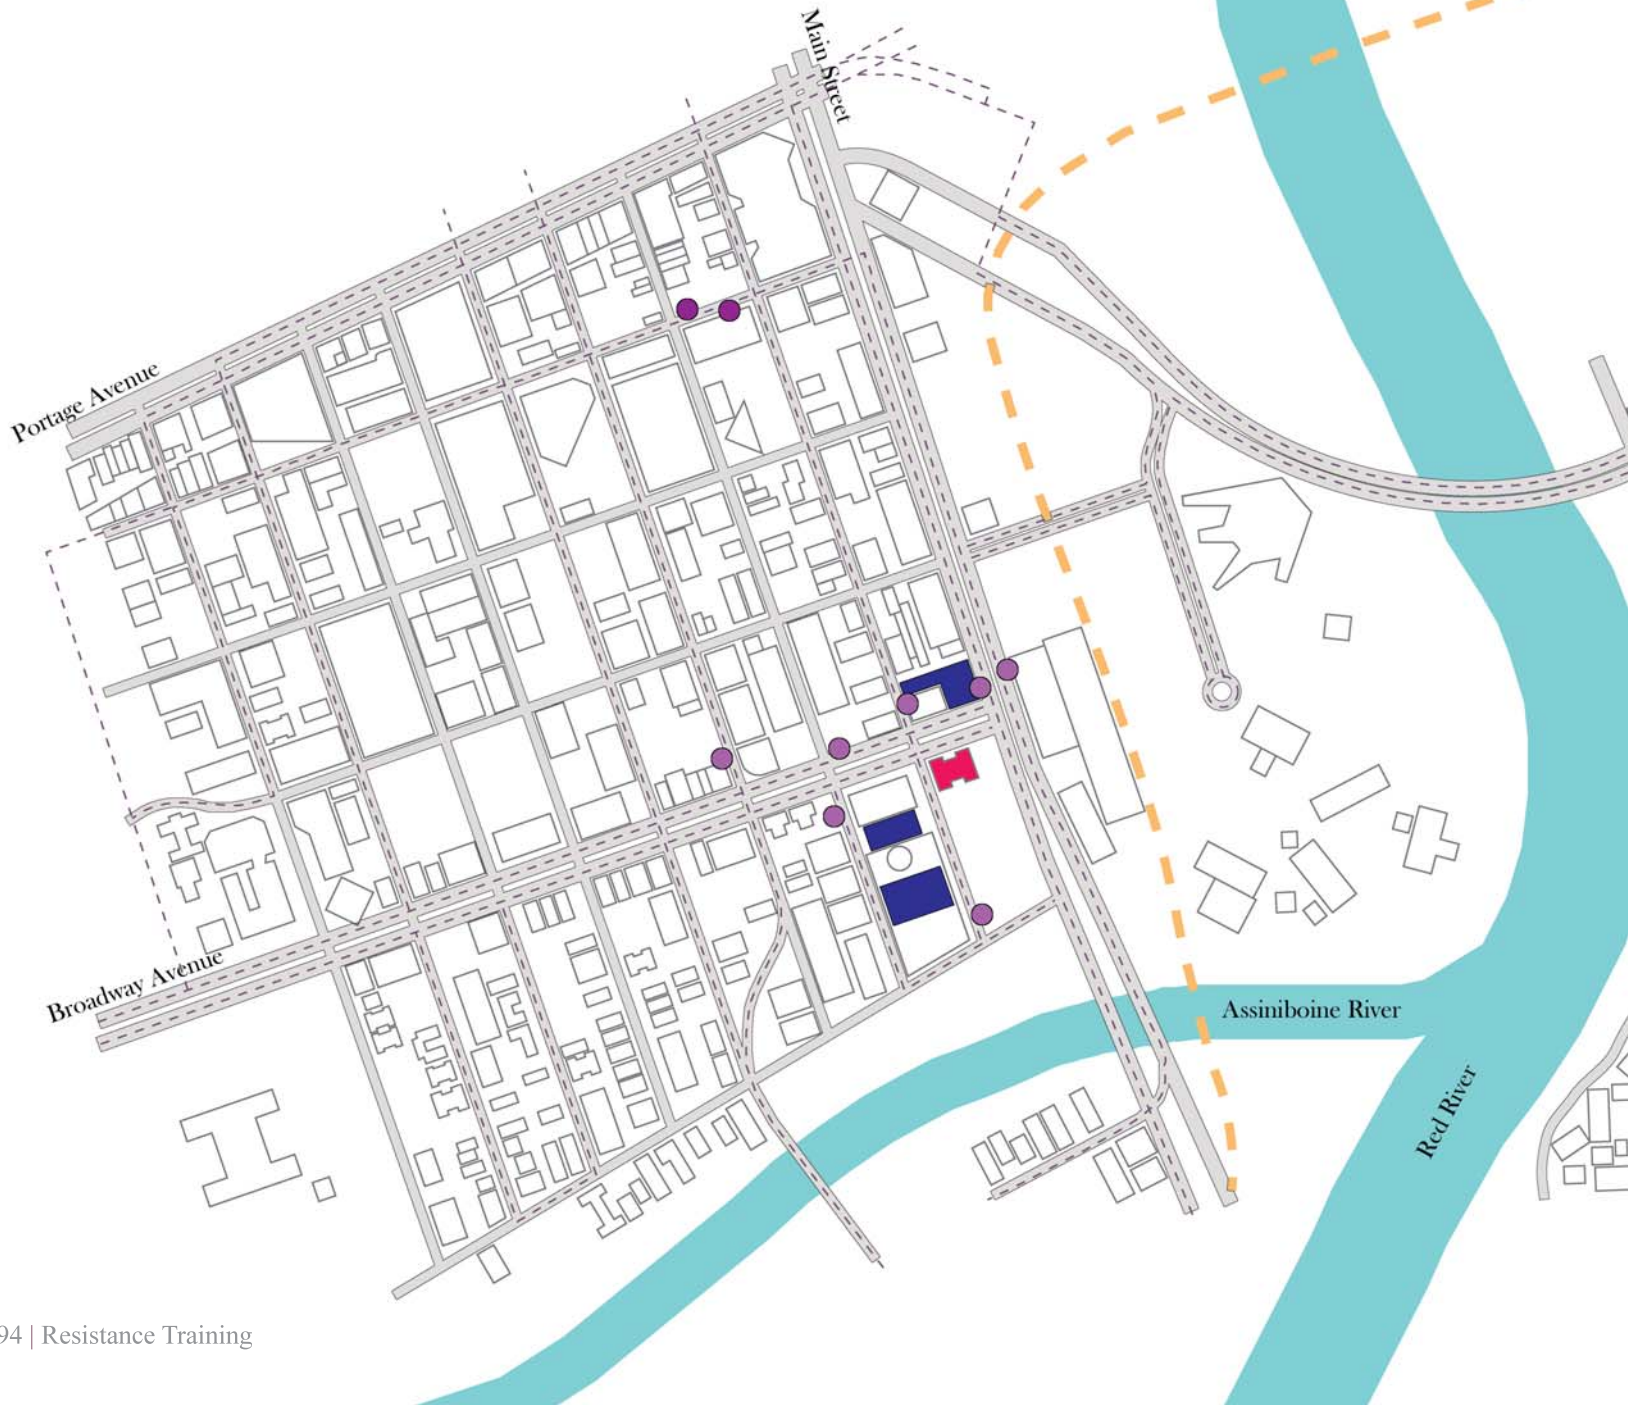 Main Street
Portage Avenue
Broadway Avenue
Assiniboine River
Red River
94 | Resistance Training